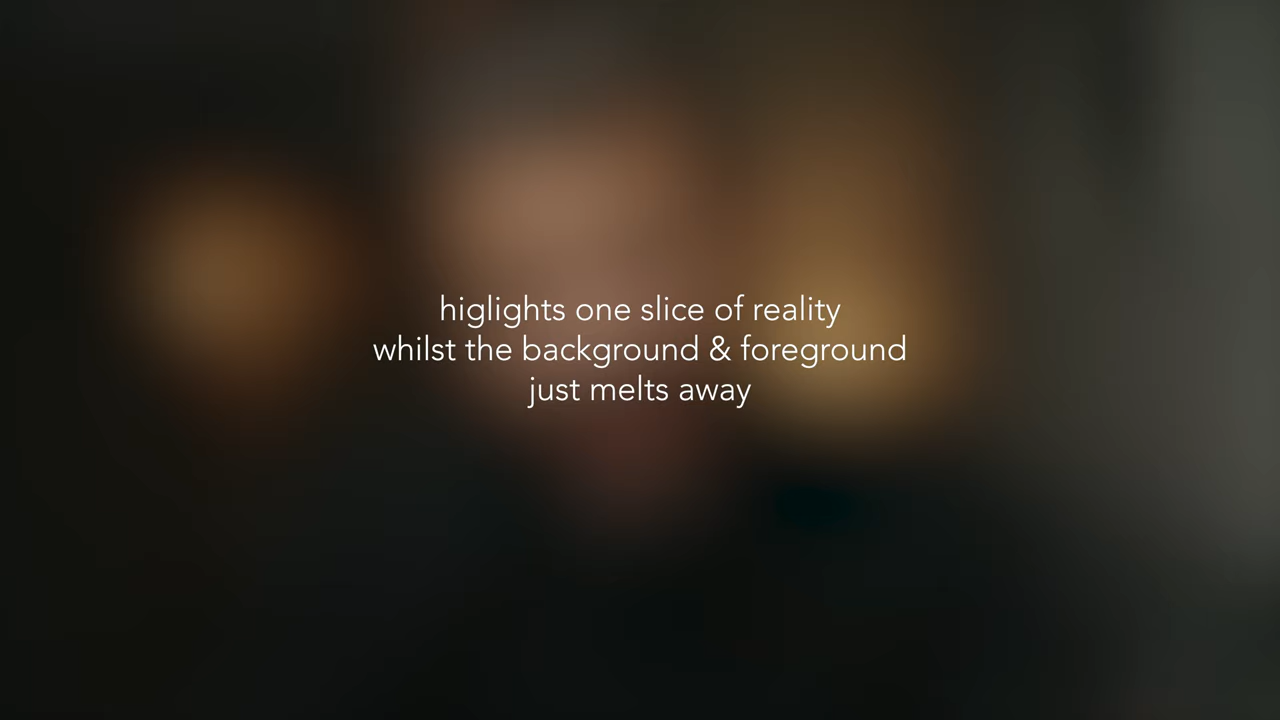 higlights one slice of reality
whilst the background & foreground
just melts away